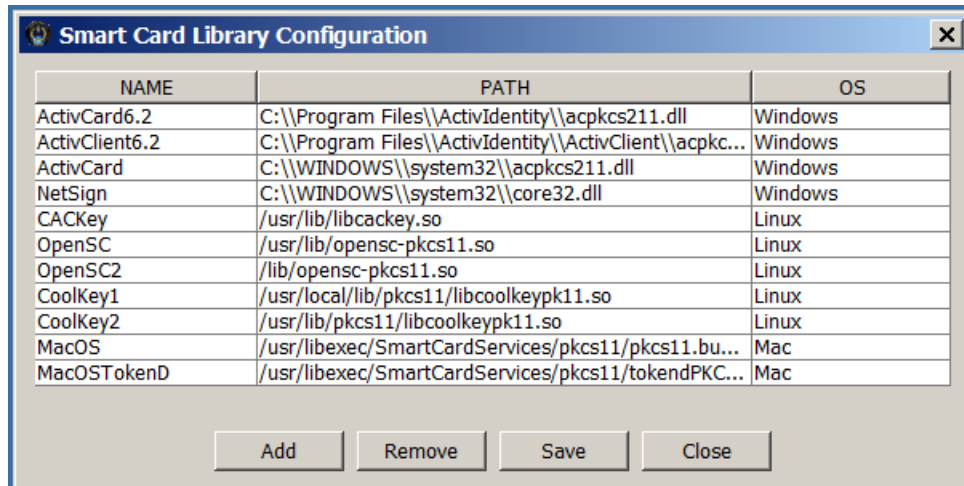 Smart Card Library Configuration
NAME PATH OS
ActivCard6.2 C:\\Program Files\\ActivIdentity\\acpkcs211.dll Windows
ActivClient6.2 C:\\Program Files\\ActivIdentity\\ActivClient\\acpkc... Windows
ActivCard C:\\WINDOWS\\system32\\acpkcs211.dll Windows
NetSign C:\\WINDOWS\\system32\\core32.dll Windows
CACKey /usr/lib/libcackey.so Linux
OpenSC /usr/lib/opensc-pkcs11.so Linux
OpenSC2 /lib/opensc-pkcs11.so Linux
CoolKey1 /usr/local/lib/pkcs11/libcoolkeypk11.so Linux
CoolKey2 /usr/lib/pkcs11/libcoolkeypk11.so Linux
MacOS /usr/libexec/SmartCardServices/pkcs11/pkcs11.bu... Mac
MacOSTokenD /usr/libexec/SmartCardServices/pkcs11/tokendPKC... Mac
Add Remove Save Close